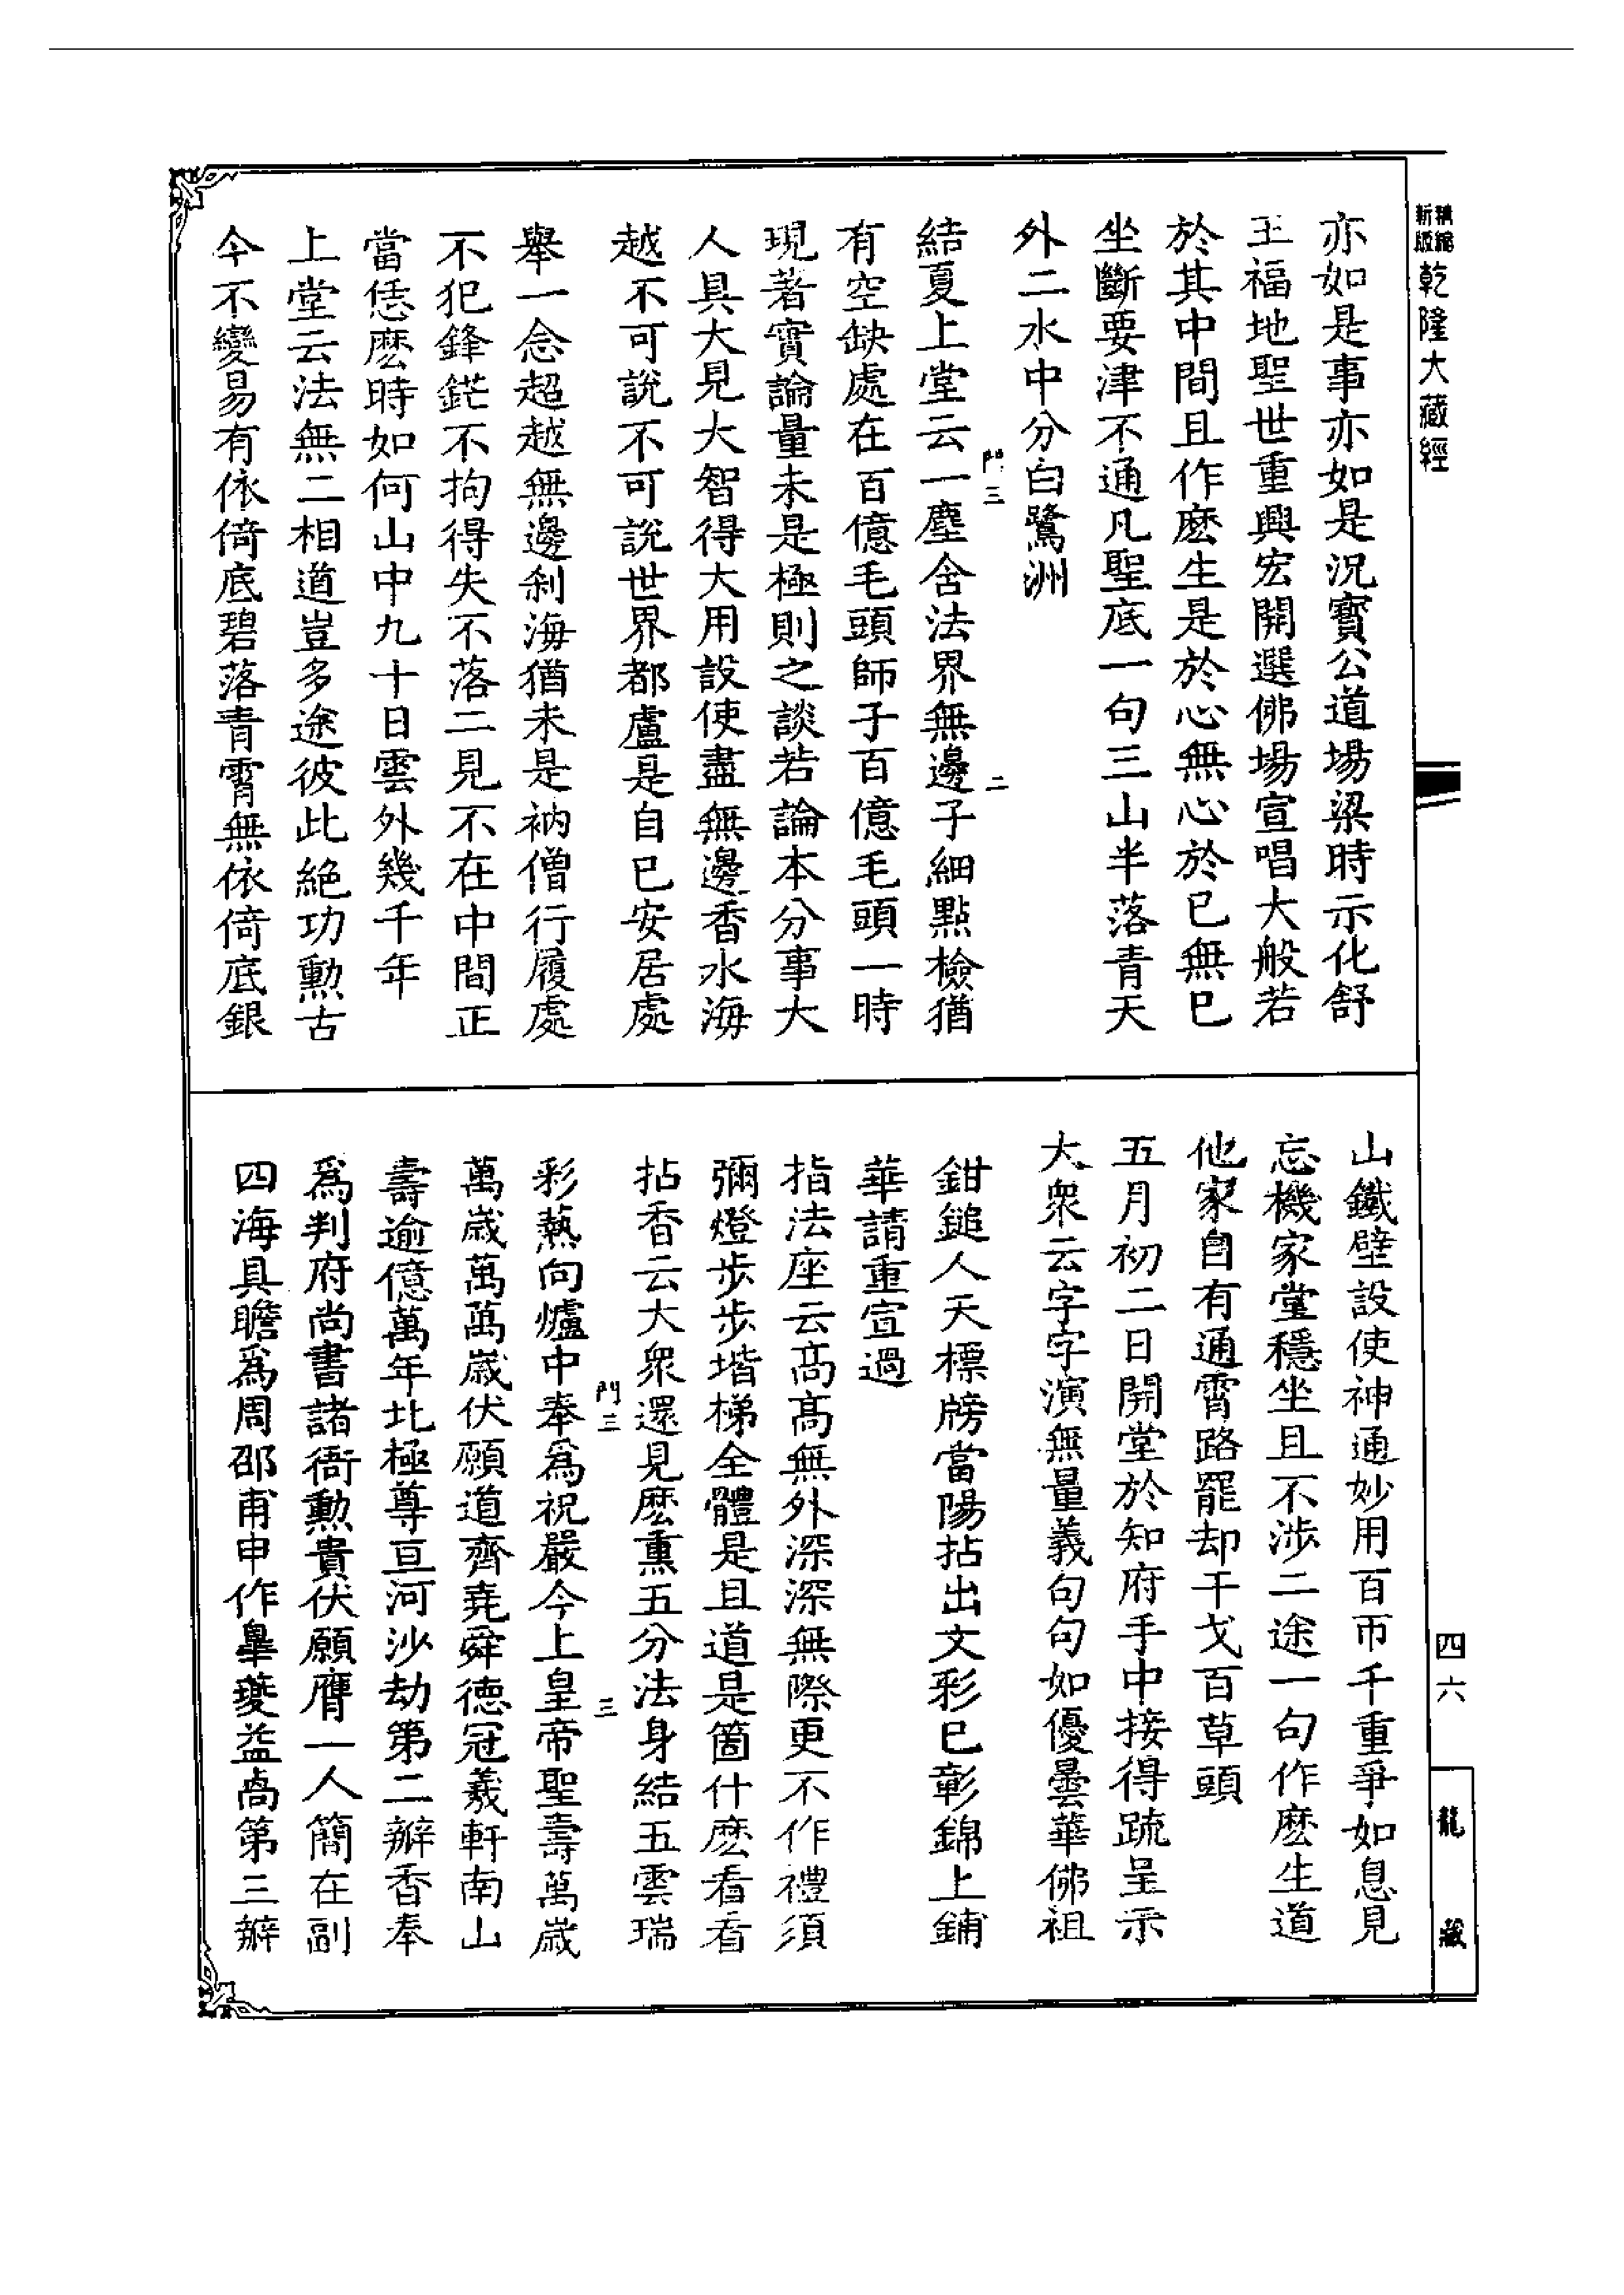 精縮
新版
乾隆大藏經
亦如是事亦如是況寶公道場梁時示化舒
王福地聖世重興宏開選佛場宣唱大般若
於其中間且作麽生是於心無心於已無已
坐斷要津不通凡聖底一句三山半落青天
外二水中分白鷺洲
門三
二
結夏上堂云一塵含法界無邊子細點檢猶
有空缺處在百億毛頭師子百億毛頭一時
現著實論量未是極則之談若論本分事大
人具大見大智得大用設使盡無邊香水海
越不可說不可說世界都盧是自已安居處
舉一念超越無邊刹海猶未是衲僧行履處
不犯鋒鋩不拘得失不落二見不在中間正
當恁麽時如何山中九十日雲外幾千年
上堂云法無二相道豈多途彼此絶功勲古
今不變易有依倚底碧落青霄無依倚底銀
山鐵壁設使神通妙用百帀千重爭如息見
忘機家堂穩坐且不涉二途一句作麽生道
他家自有通霄路罷却干戈百草頭
五月初二日開堂於知府手中接得疏呈示
大衆云字字演無量義句句如優曇華佛祖
鉗鎚人天標牓當陽拈出文彩已彰錦上鋪
華請重宣過
指法座云高高無外深深無際更不作禮須
彌燈步步堦梯全體是且道是箇什麽看看
拈香云大衆還見麽熏五分法身結五雲瑞
門三
三
彩爇向爐中奉爲祝嚴今上皇帝聖壽萬歲
萬歲萬萬歲伏願道齊堯舜德冠羲軒南山
壽逾億萬年北極尊亘河沙劫第二瓣香奉
爲判府尚書諸衙勲貴伏願膺一人簡在副
四海具瞻爲周邵甫申作臯夔益卨第三瓣
四六
龍藏